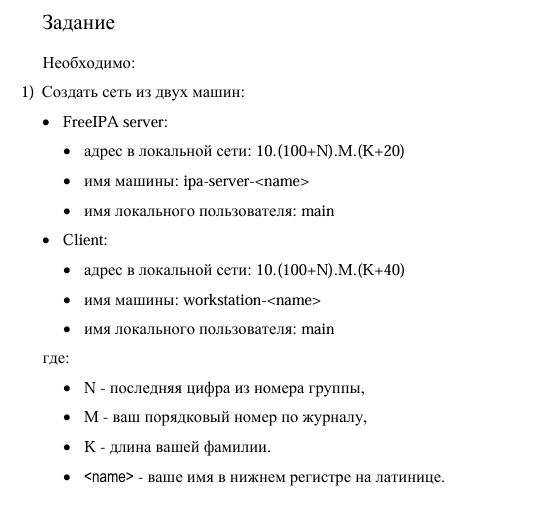 Задание
Необходимо:
1) Создать сеть из двух машин:
• FreeIPA server:
• адрес в локальной сети: 10.(100+N).M.(K+20)
• имя машины: ipa-server-<name>
• имя локального пользователя: main
• Client:
• адрес в локальной сети: 10.(100+N).M.(K+40)
• имя машины: workstation-<name>
• имя локального пользователя: main
где:
• N - последняя цифра из номера группы,
• M - ваш порядковый номер по журналу,
• K - длина вашей фамилии.
• <name> - ваше имя в нижнем регистре на латинице.